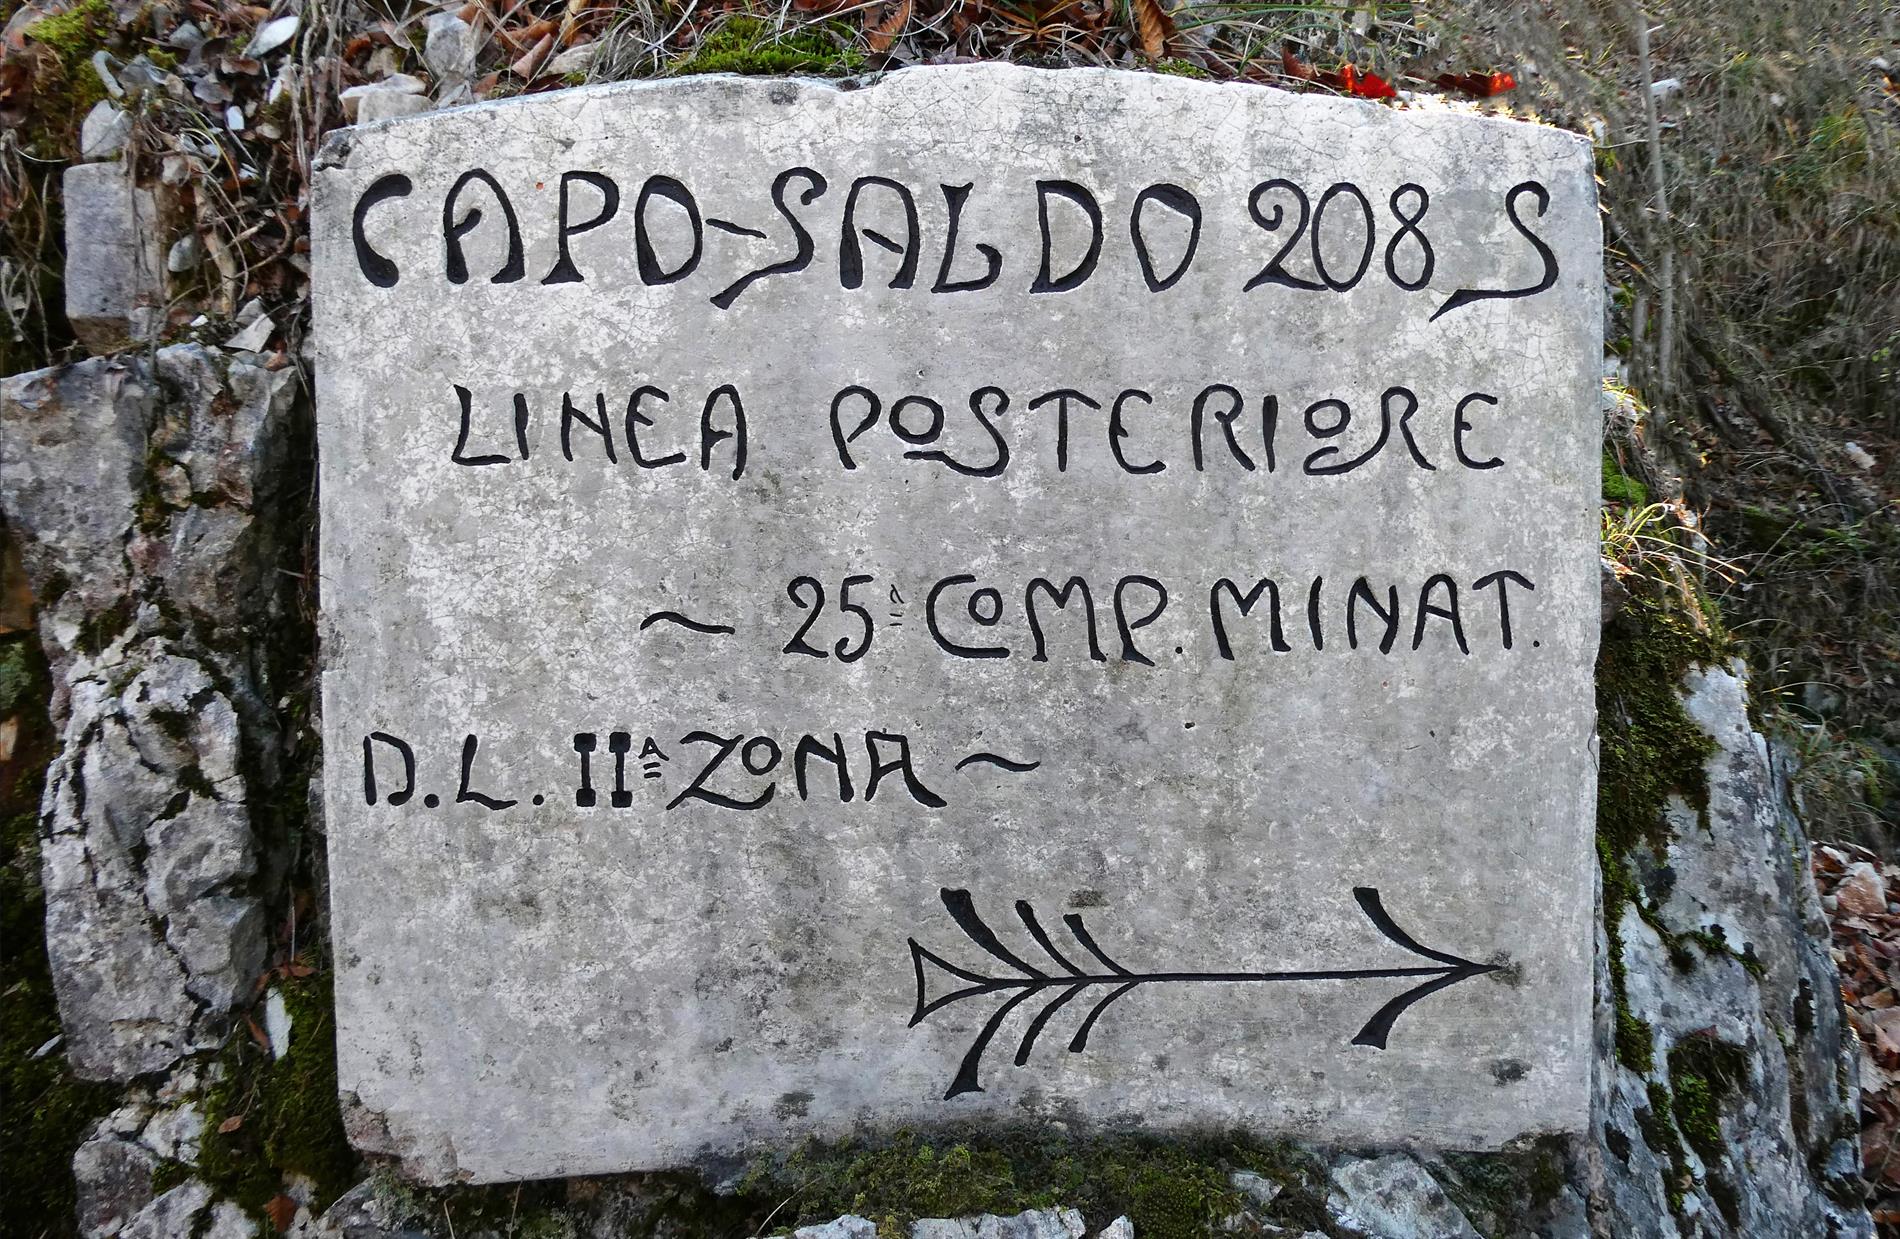 CAPO-SALDO 208 S
LINEA POSTERIORE
~ 25ª COMP. MINAT.
D.L. IIᴬ ZONA ~